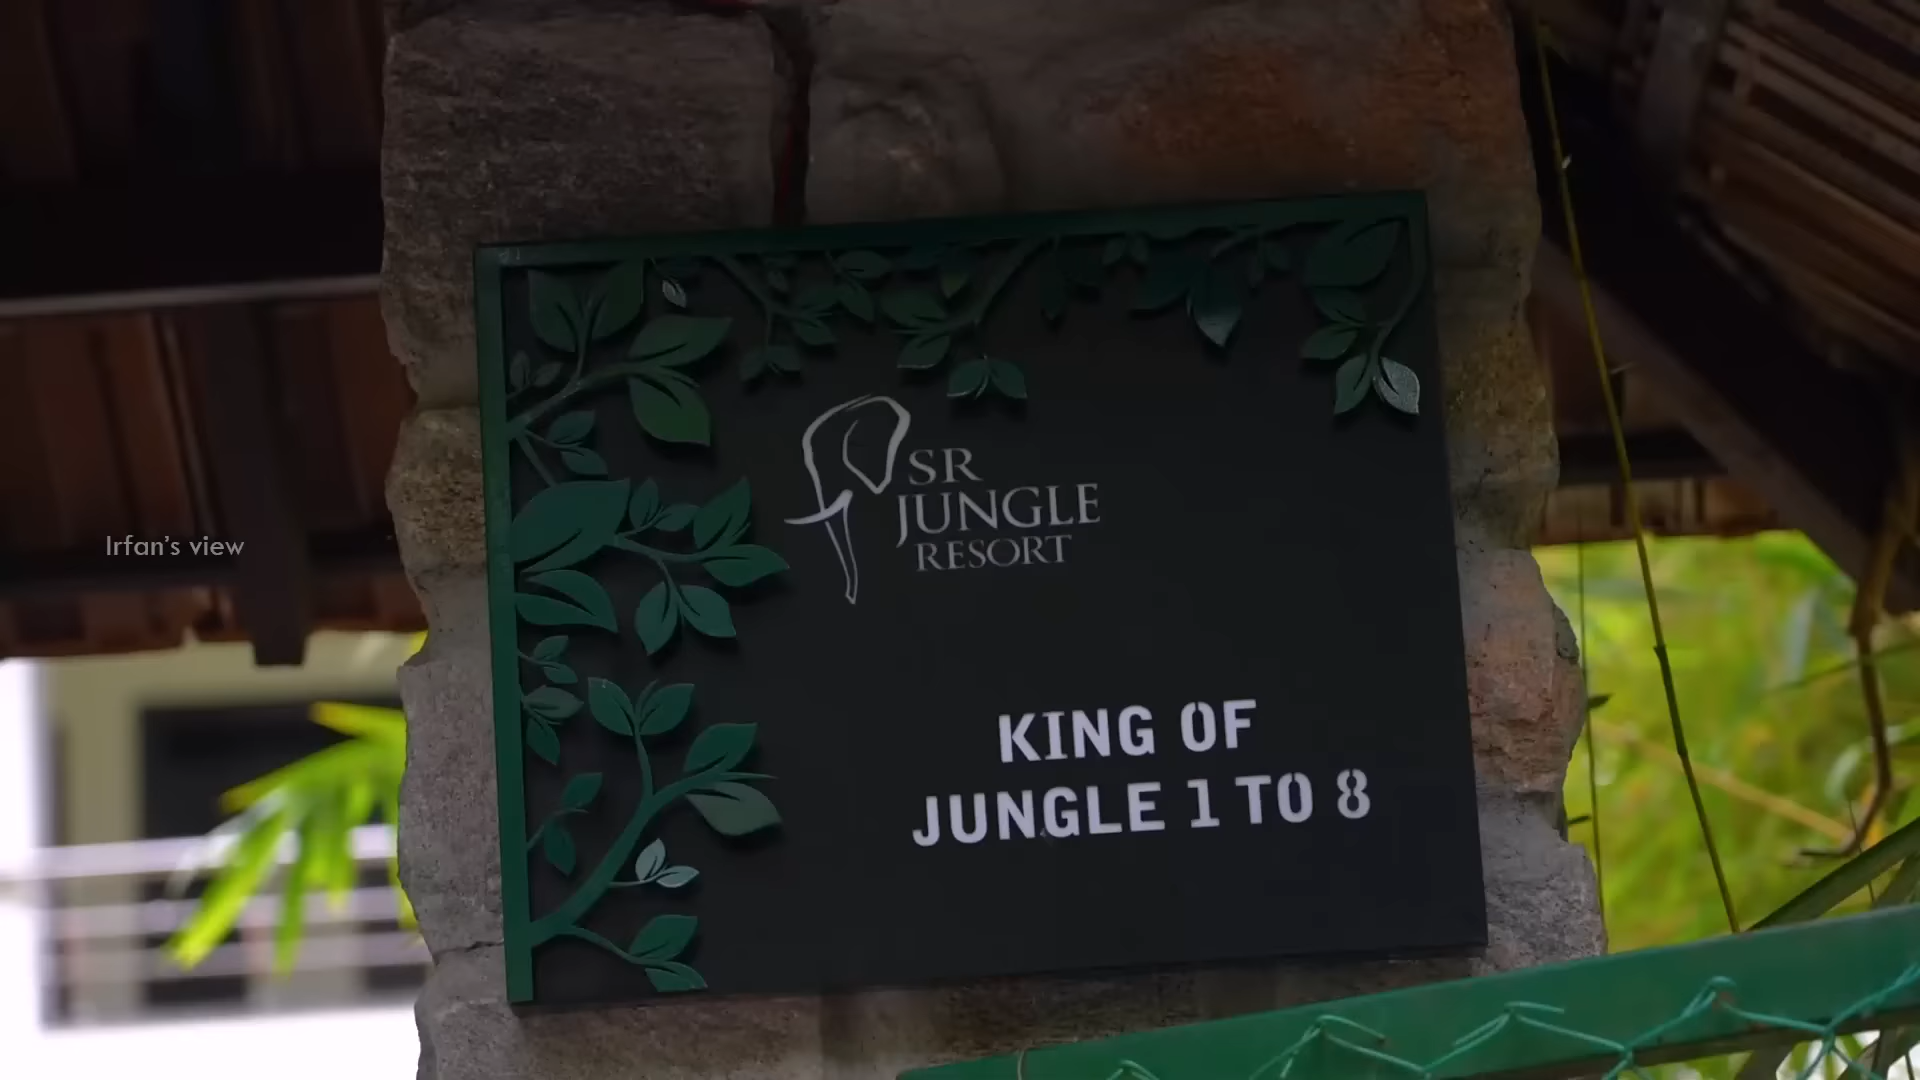 SR
JUNGLE
RESORT
KING OF
JUNGLE 1 TO 8
Irfan's view